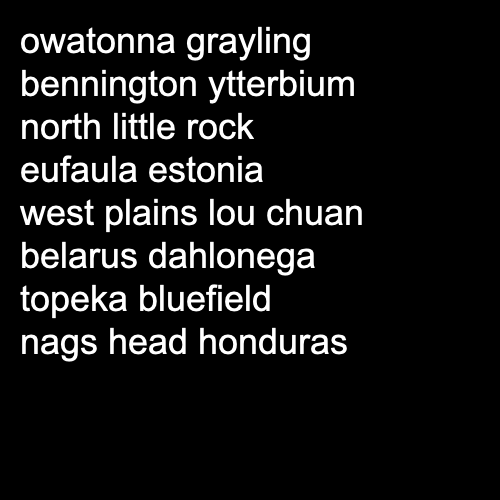 owatonna grayling
bennington ytterbium
north little rock
eufaula estonia
west plains lou chuan
belarus dahlonega
topeka bluefield
nags head honduras